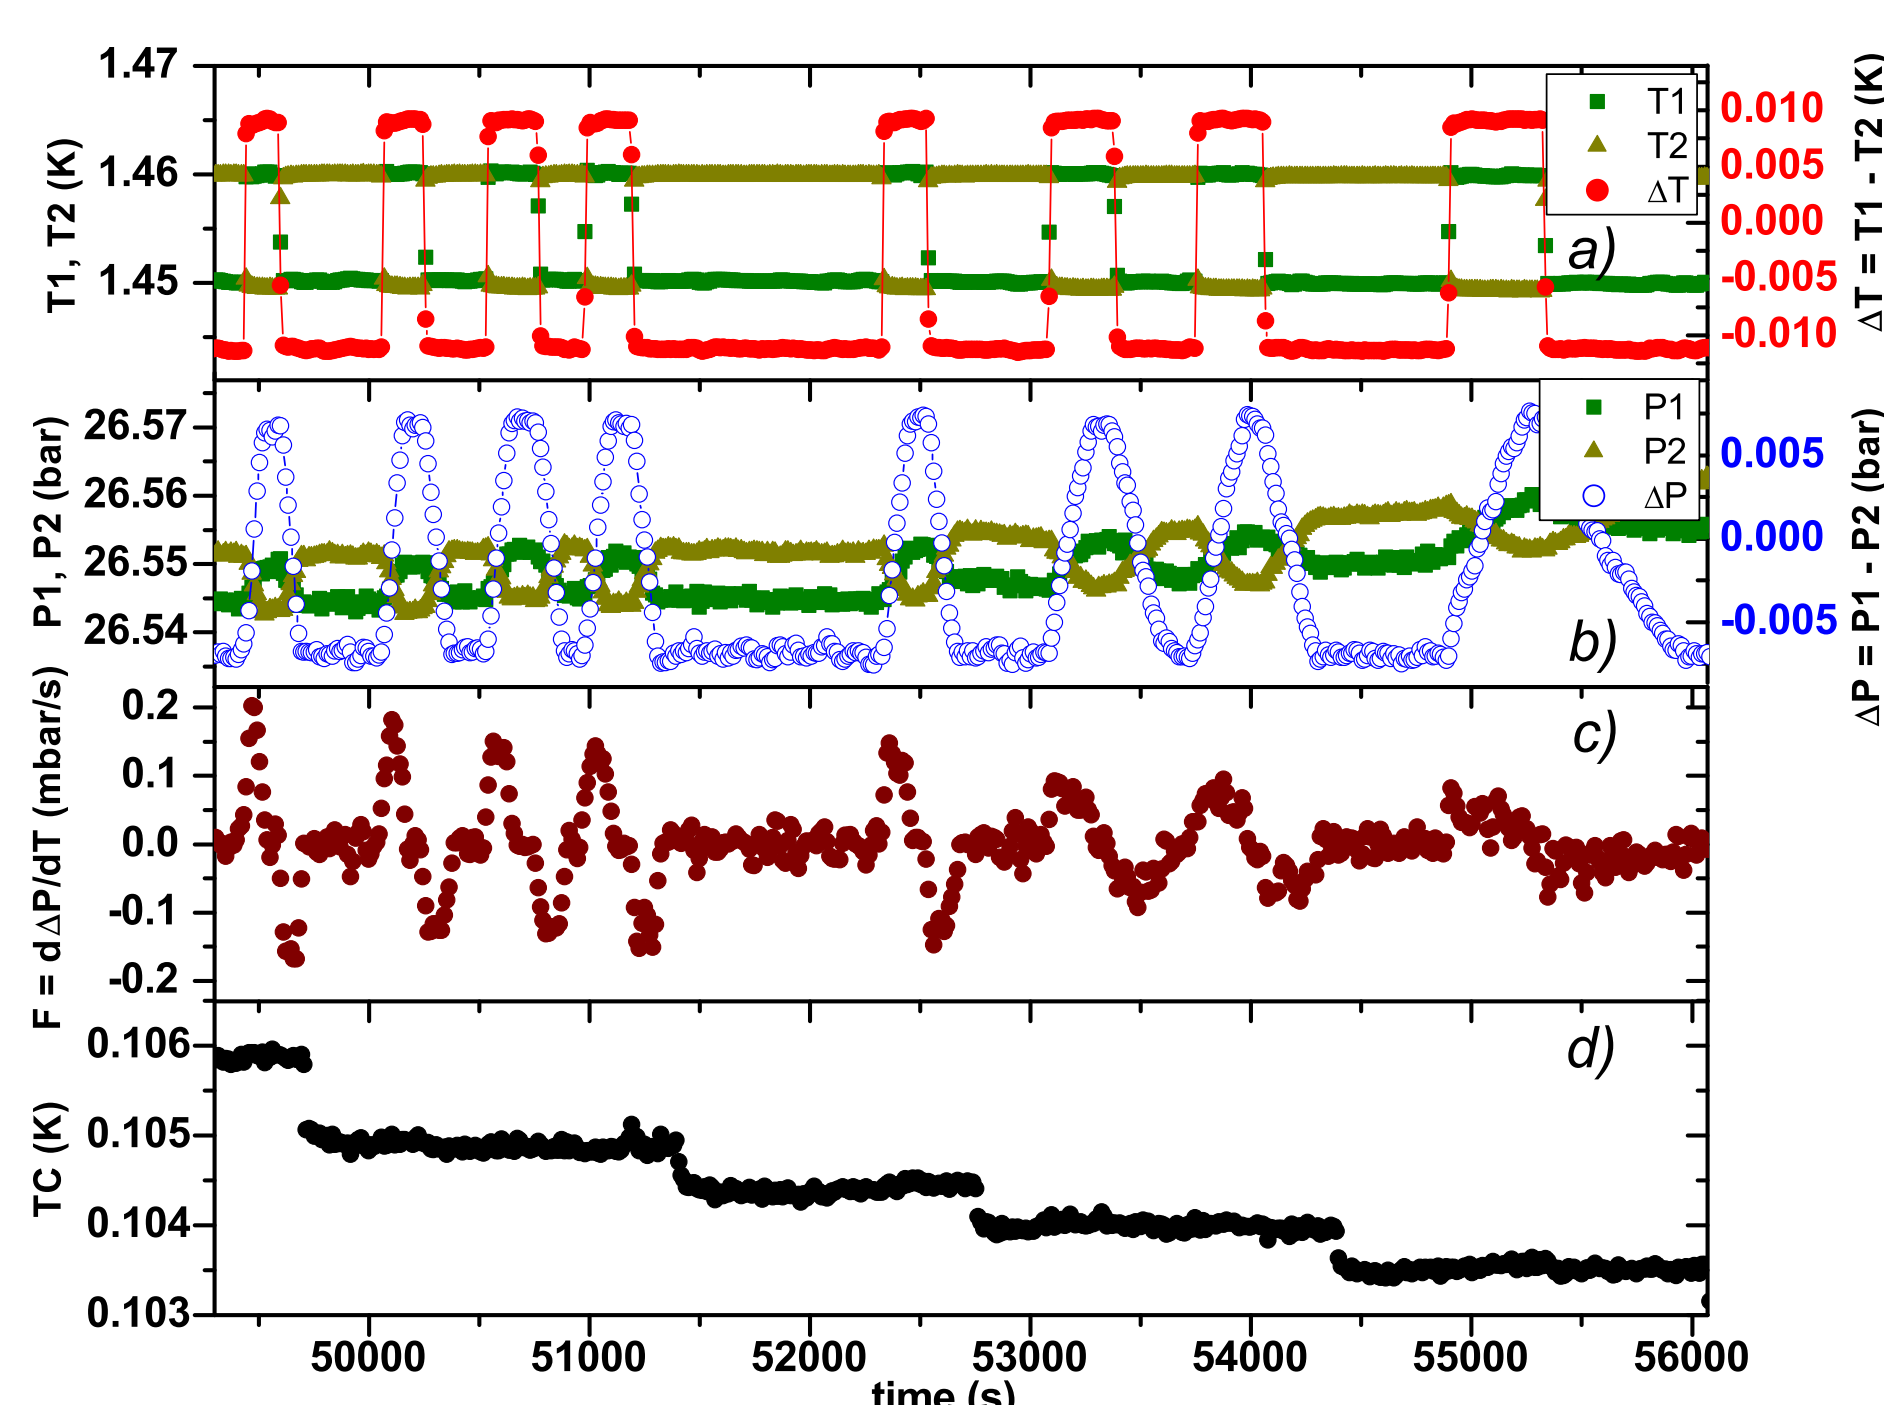 1.47
1.46
1.45
T1, T2 (K)
T1
T2
ΔT
a)
0.010
0.005
0.000
-0.005
-0.010
ΔT = T1 - T2 (K)
26.57
26.56
26.55
26.54
P1, P2 (bar)
P1
P2
ΔP
b)
0.005
0.000
-0.005
ΔP = P1 - P2 (bar)
0.2
0.1
0.0
-0.1
-0.2
F = dΔP/dT (mbar/s)
c)
0.106
0.105
0.104
0.103
TC (K)
d)
50000 51000 52000 53000 54000 55000 56000
time (s)